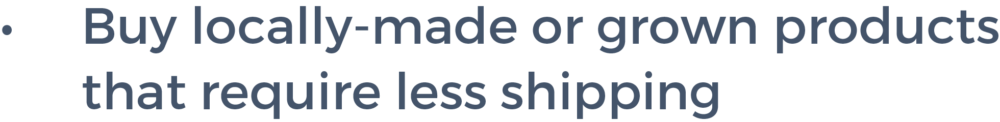 • Buy locally-made or grown products
that require less shipping